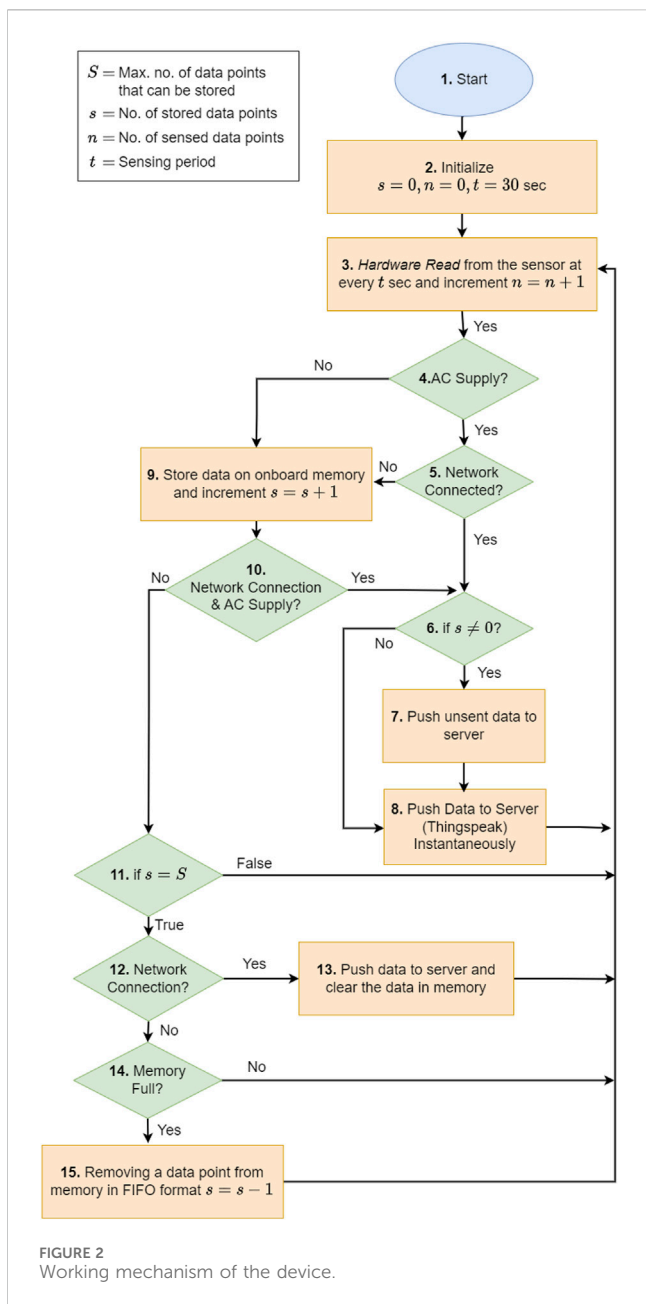 S = Max. no. of data points
that can be stored
s = No. of stored data points
n = No. of sensed data points
t = Sensing period
1. Start
2. Initialize
s = 0, n = 0, t = 30 sec
3. Hardware Read from the sensor at
every t sec and increment n = n + 1
Yes
4.AC Supply?
No
Yes
5. Network
Connected?
No
Yes
9. Store data on onboard memory
and increment s = s + 1
10.
Network Connection
& AC Supply?
No
Yes
6. if s ≠ 0?
No
Yes
7. Push unsent data to
server
8. Push Data to Server
(Thingspeak)
Instantaneously
11. if s = S
False
True
12. Network
Connection?
Yes
13. Push data to server and
clear the data in memory
No
14. Memory
Full?
No
Yes
15. Removing a data point from
memory in FIFO format s = s − 1
FIGURE 2
Working mechanism of the device.